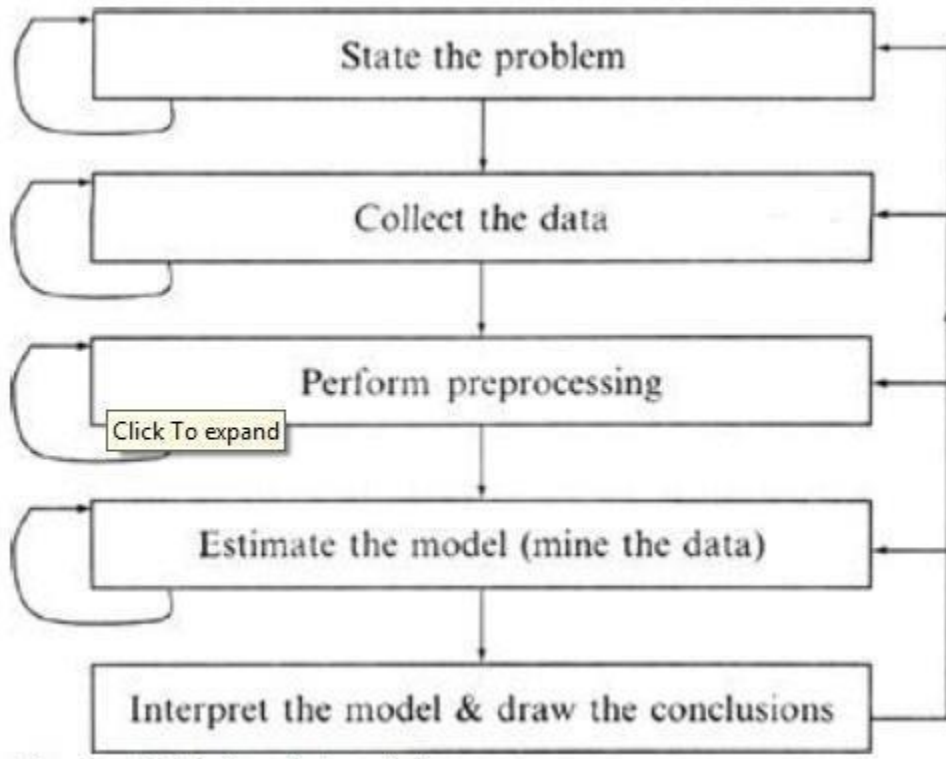 State the problem
Collect the data
Perform preprocessing
Click To expand
Estimate the model (mine the data)
Interpret the model & draw the conclusions